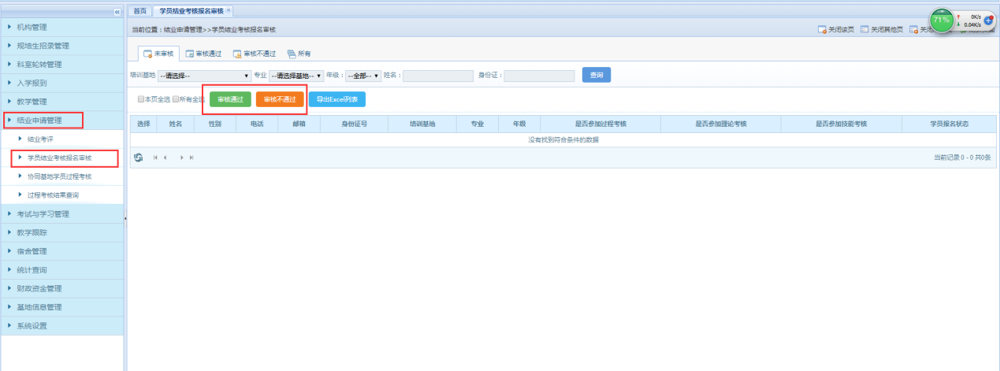 首页 学员结业考核报名审核
当前位置：结业申请管理>>学员结业考核报名审核 关闭该页 关闭其他页
71% 0K/s
0.04K/s
机构管理
规培生招录管理
科室轮转管理
入学报到
教学管理
结业申请管理
结业考评
学员结业考核报名审核
协同基地学员过程考核
过程考核结果查询
考试与学习管理
教学跟踪
宿舍管理
统计查询
财政资金管理
基地信息管理
系统设置
未审核 审核通过 审核不通过 所有
培训基地 --请选择-- 专业 --请选择基地-- 年级： --全部-- 姓名： 身份证： 查询
本页全选 所有全选 审核通过 审核不通过 导出Excel列表
选择 姓名 性别 电话 邮箱 身份证号 培训基地 专业 年级 是否参加过程考核 是否参加理论考核 是否参加技能考核 学员报名状态
没有找到符合条件的数据
当前记录 0 - 0 共0条